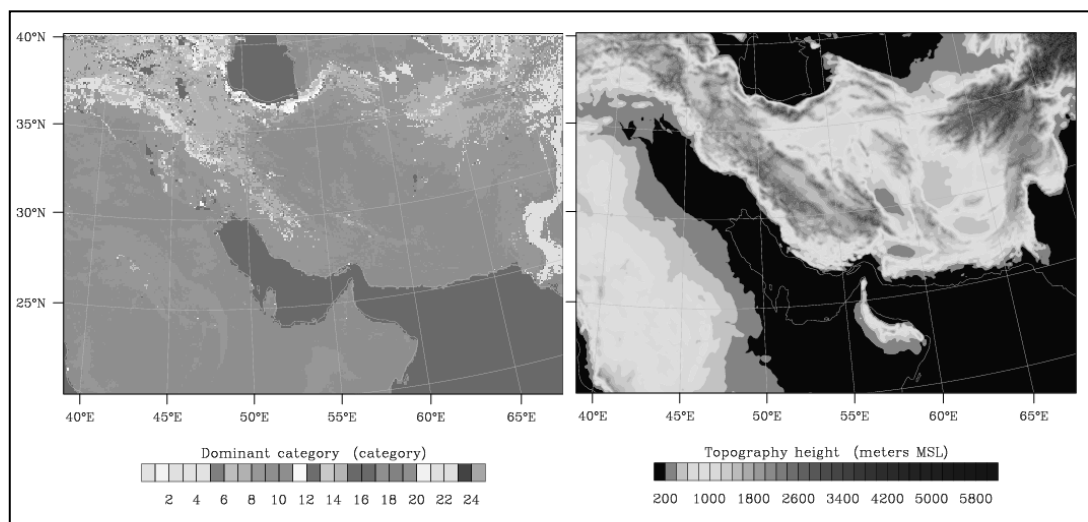 40°N
35°N
30°N
25°N
40°E 45°E 50°E 55°E 60°E 65°E
40°E 45°E 50°E 55°E 60°E 65°E
Dominant category (category)
2 4 6 8 10 12 14 16 18 20 22 24
Topography height (meters MSL)
200 1000 1800 2600 3400 4200 5000 5800